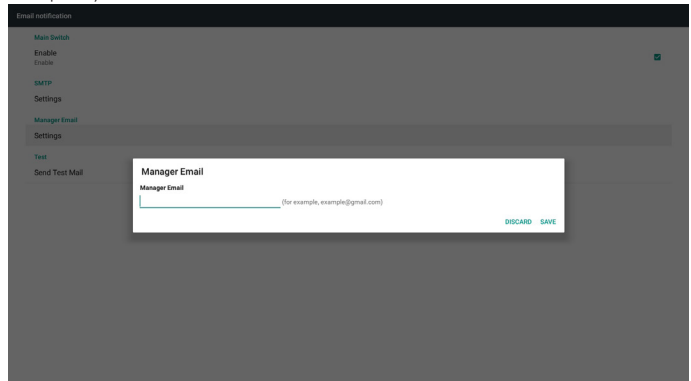 Email notification
Main Switch
Enable
Enable
SMTP
Settings
Manager Email
Settings
Test
Send Test Mail
Manager Email
Manager Email
(for example, example@gmail.com)
DISCARD SAVE